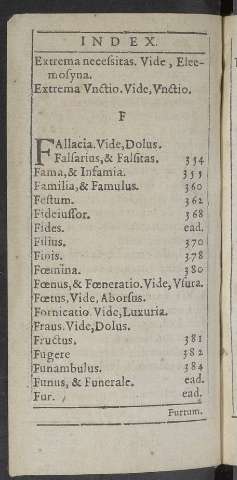 INDEX.
Extrema necessitas. Vide, Elee-
mosyna.
Extrema Vnctio. Vide, Vnctio.
F
FAllacia. Vide, Dolus.
Falsarius, & Falsitas. 354
Fama, & Infamia. 355
Familia, & Famulus. 360
Festum. 362
Fideiussor. 368
Fides. ead.
Filius. 370
Finis. 378
Fœmina. 380
Fœnus, & Fœneratio. Vide, Vsura.
Fœtus, Vide, Aborsus.
Fornicatio. Vide, Luxuria.
Fraus. Vide, Dolus.
Fructus. 381
Fugere 382
Funambulus. 384
Funus, & Funerale. ead.
Fur. ead.
Furtum.